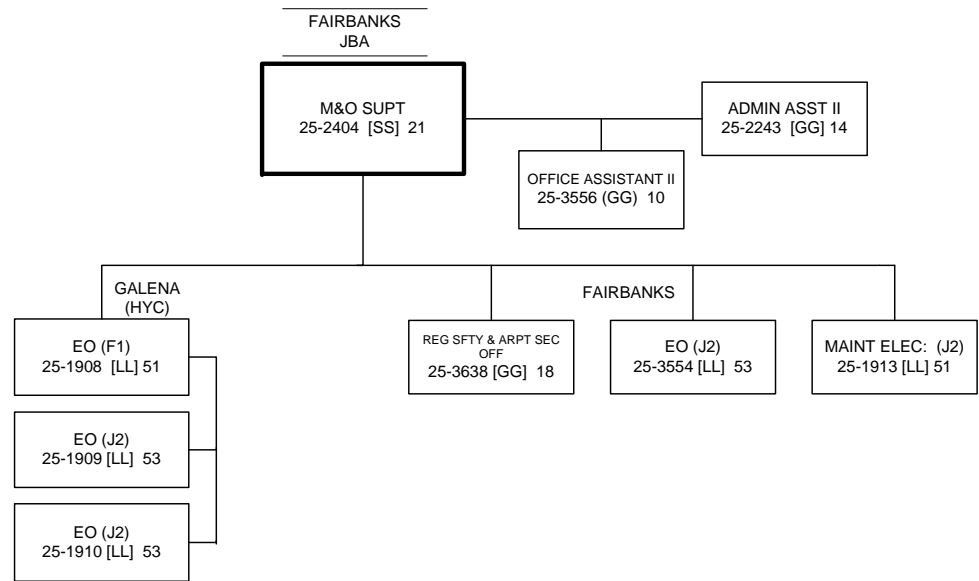 FAIRBANKS
JBA
M&O SUPT
25-2404 [SS] 21
ADMIN ASST II
25-2243 [GG] 14
OFFICE ASSISTANT II
25-3556 (GG) 10
GALENA
(HYC)
FAIRBANKS
EO (F1)
25-1908 [LL] 51
REG SFTY & ARPT SEC
OFF
25-3638 [GG] 18
EO (J2)
25-3554 [LL] 53
MAINT ELEC: (J2)
25-1913 [LL] 51
EO (J2)
25-1909 [LL] 53
EO (J2)
25-1910 [LL] 53